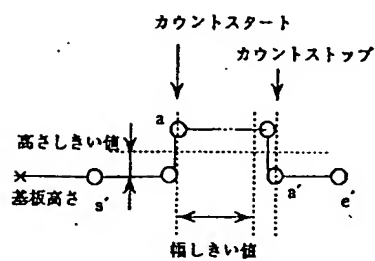 カウントスタート
カウントストップ
a
高さしきい値
基板高さ
s'
a'
e'
幅しきい値